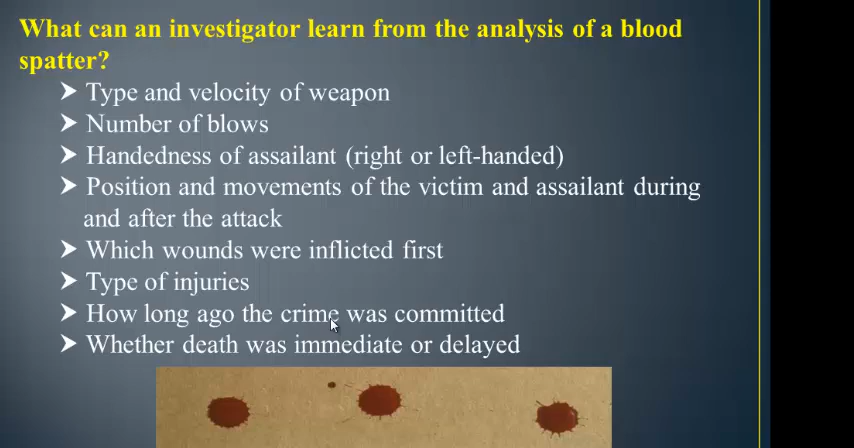 What can an investigator learn from the analysis of a blood
spatter?
➤ Type and velocity of weapon
➤ Number of blows
➤ Handedness of assailant (right or left-handed)
➤ Position and movements of the victim and assailant during
and after the attack
➤ Which wounds were inflicted first
➤ Type of injuries
➤ How long ago the crime was committed
➤ Whether death was immediate or delayed